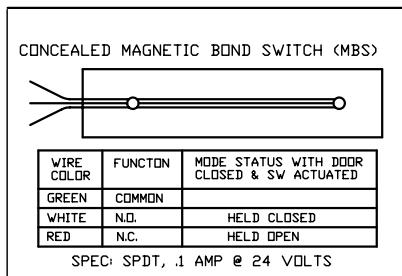 CONCEALED MAGNETIC BOND SWITCH (MBS)
WIRE COLOR FUNCTON MODE STATUS WITH DOOR CLOSED & SW ACTUATED
GREEN COMMON
WHITE N.O. HELD CLOSED
RED N.C. HELD OPEN
SPEC: SPDT, .1 AMP @ 24 VOLTS